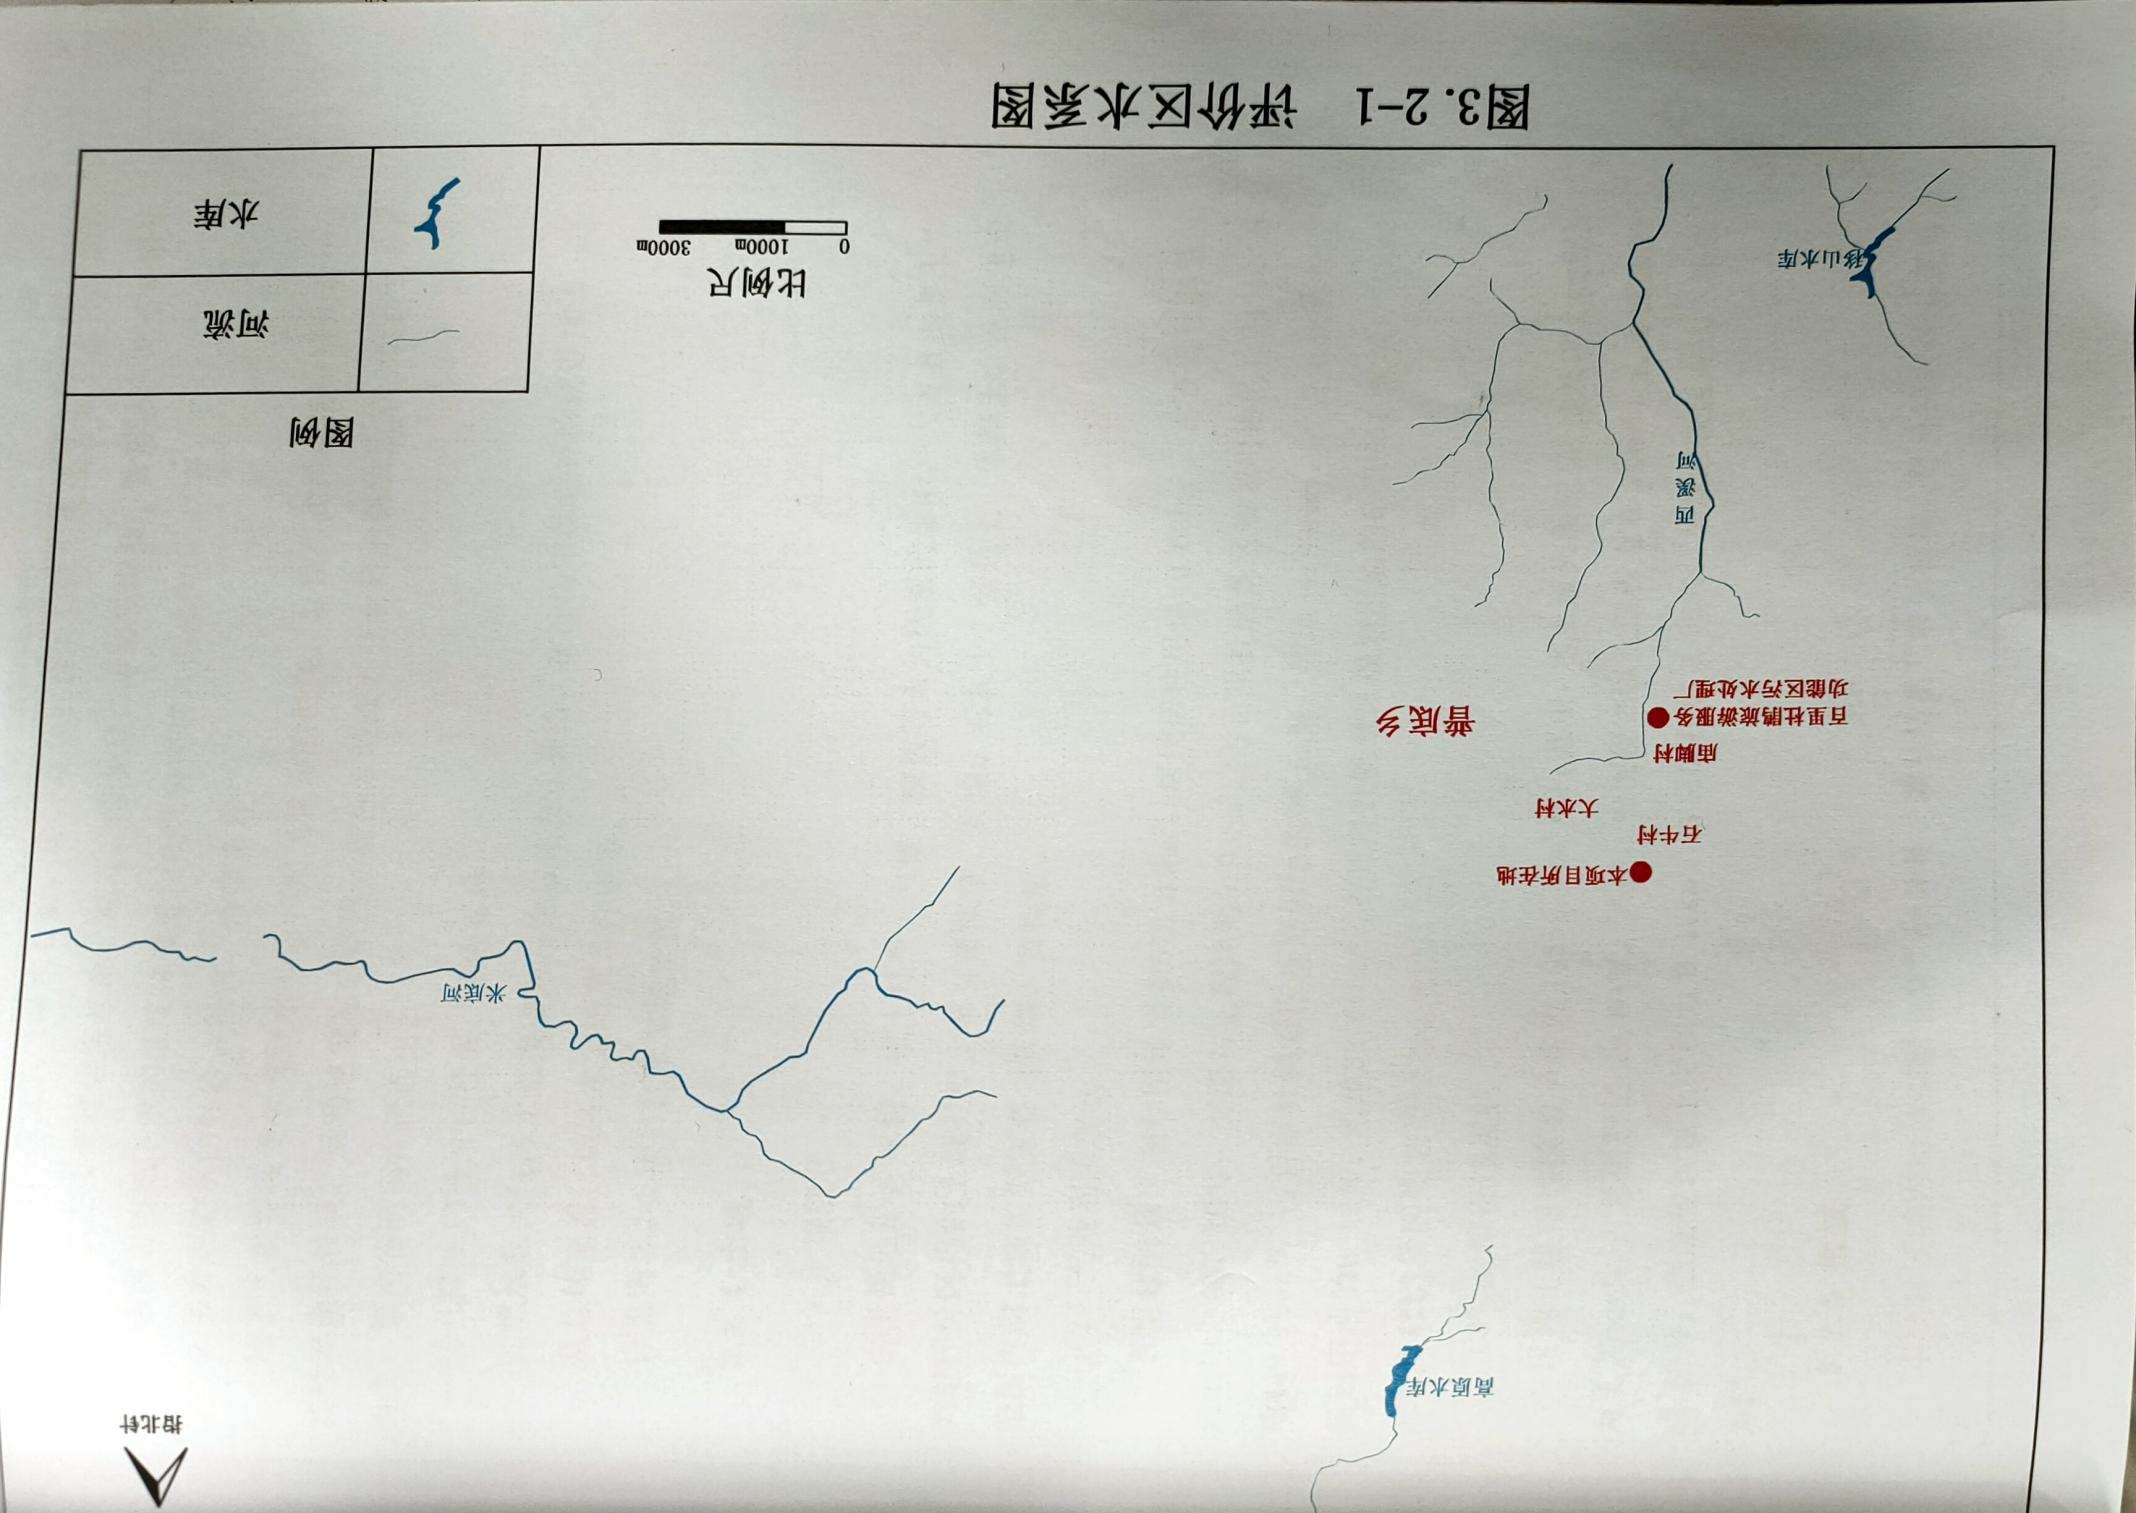 指北针
高原水库
米底河
本项目所在地
石牛村
大水村
庙脚村
百里杜鹃旅游服务
功能区污水处理厂
普底乡
西溪河
移山水库
图例
河流
水库
比例尺
0 1000m 3000m
图3.2-1 评价区水系图